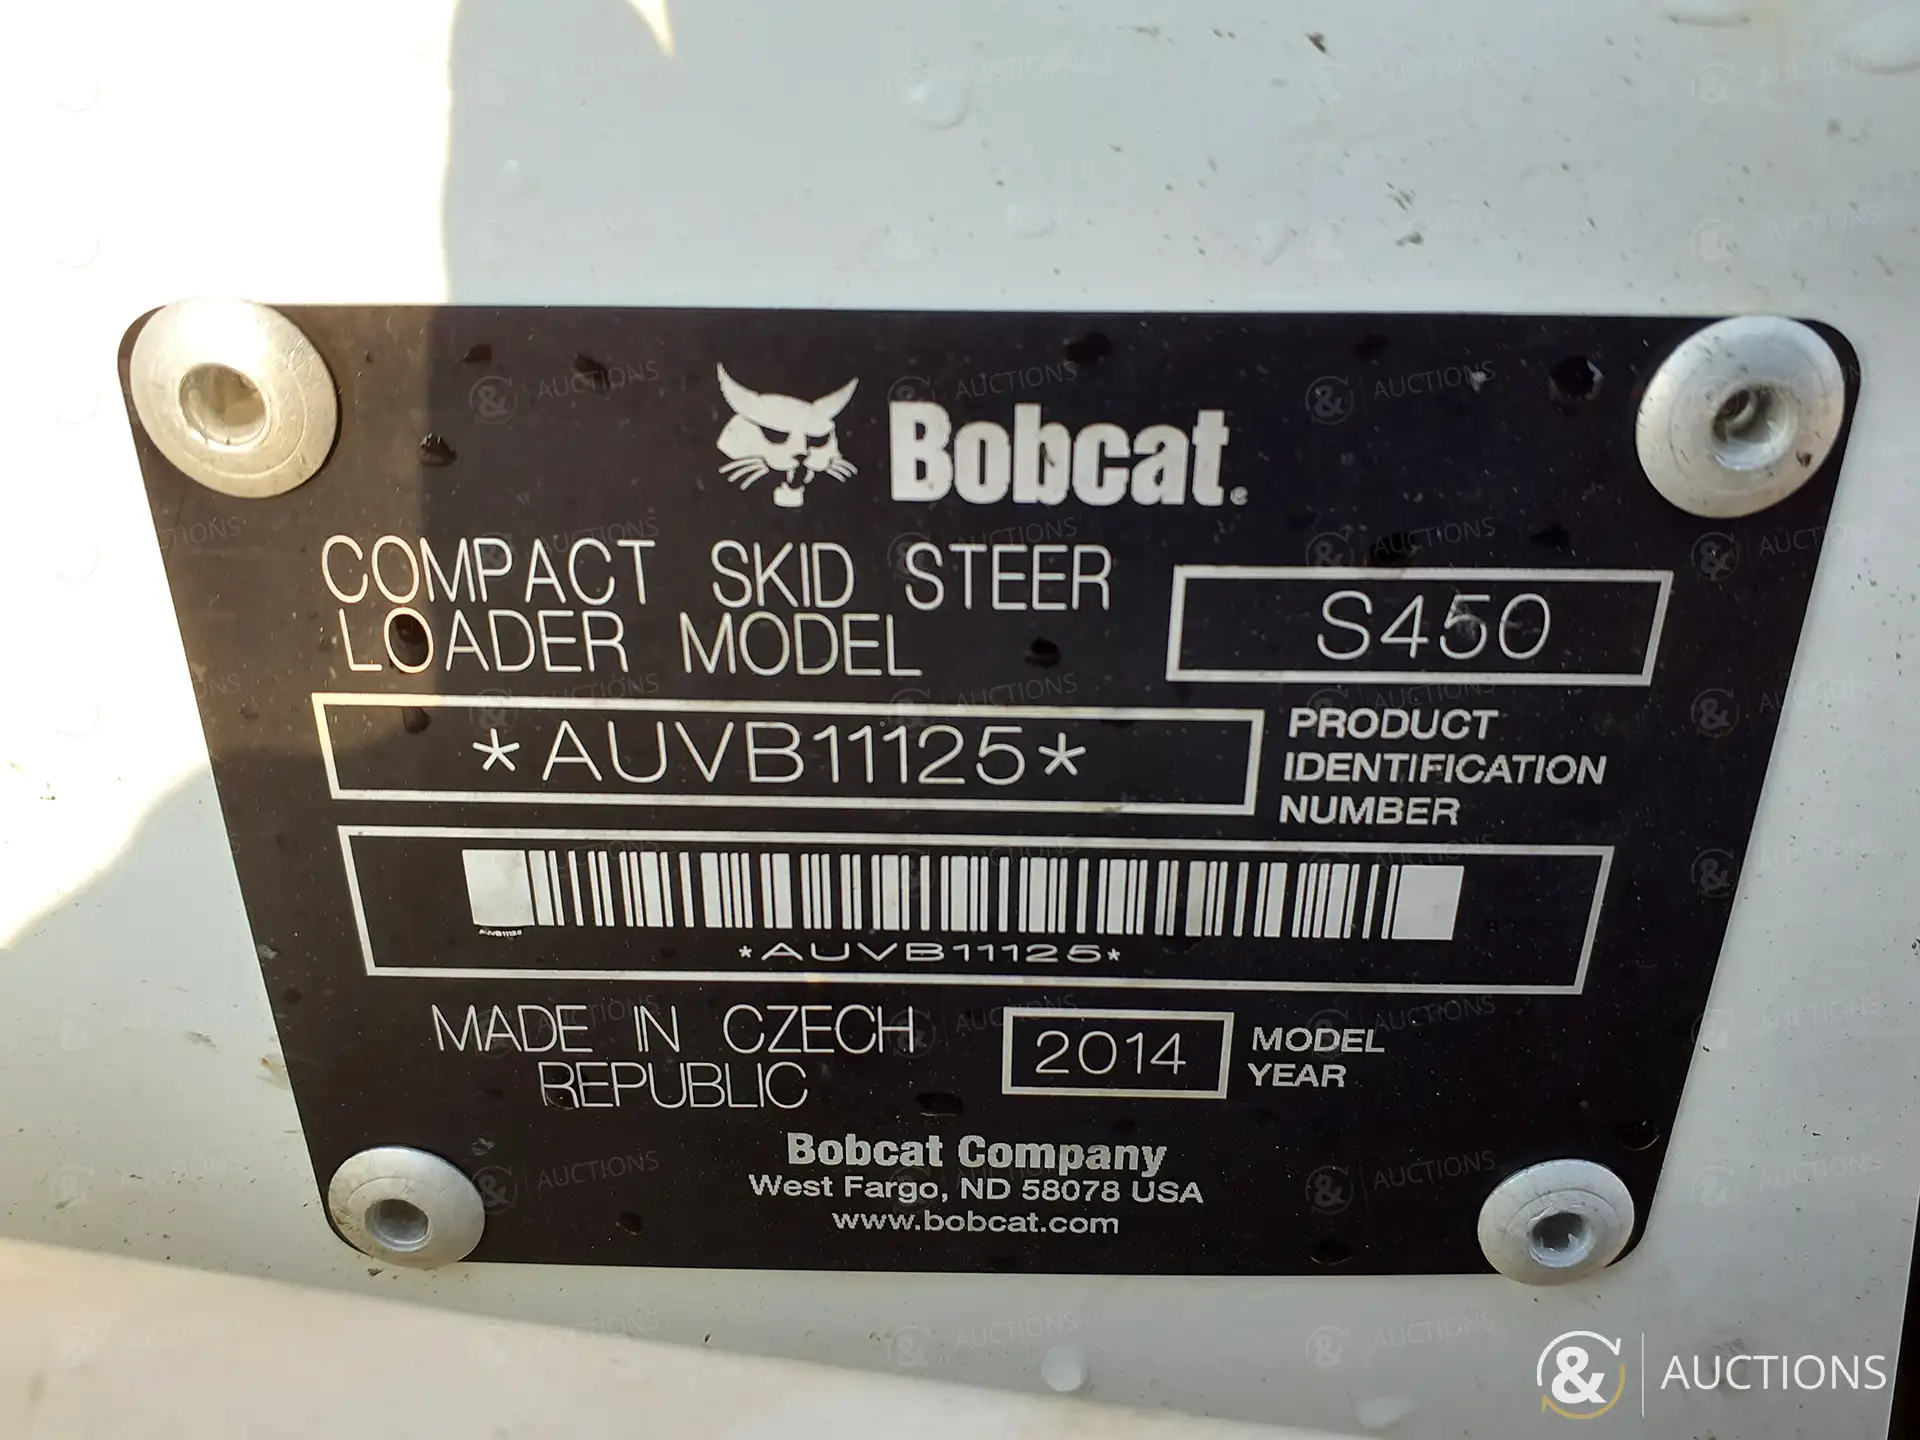 Bobcat®
COMPACT SKID STEER
LOADER MODEL
S450
*AUVB11125*
PRODUCT
IDENTIFICATION
NUMBER
AUVB11125
*AUVB11125*
MADE IN CZECH
REPUBLIC
2014
MODEL
YEAR
Bobcat Company
West Fargo, ND 58078 USA
www.bobcat.com
& AUCTIONS